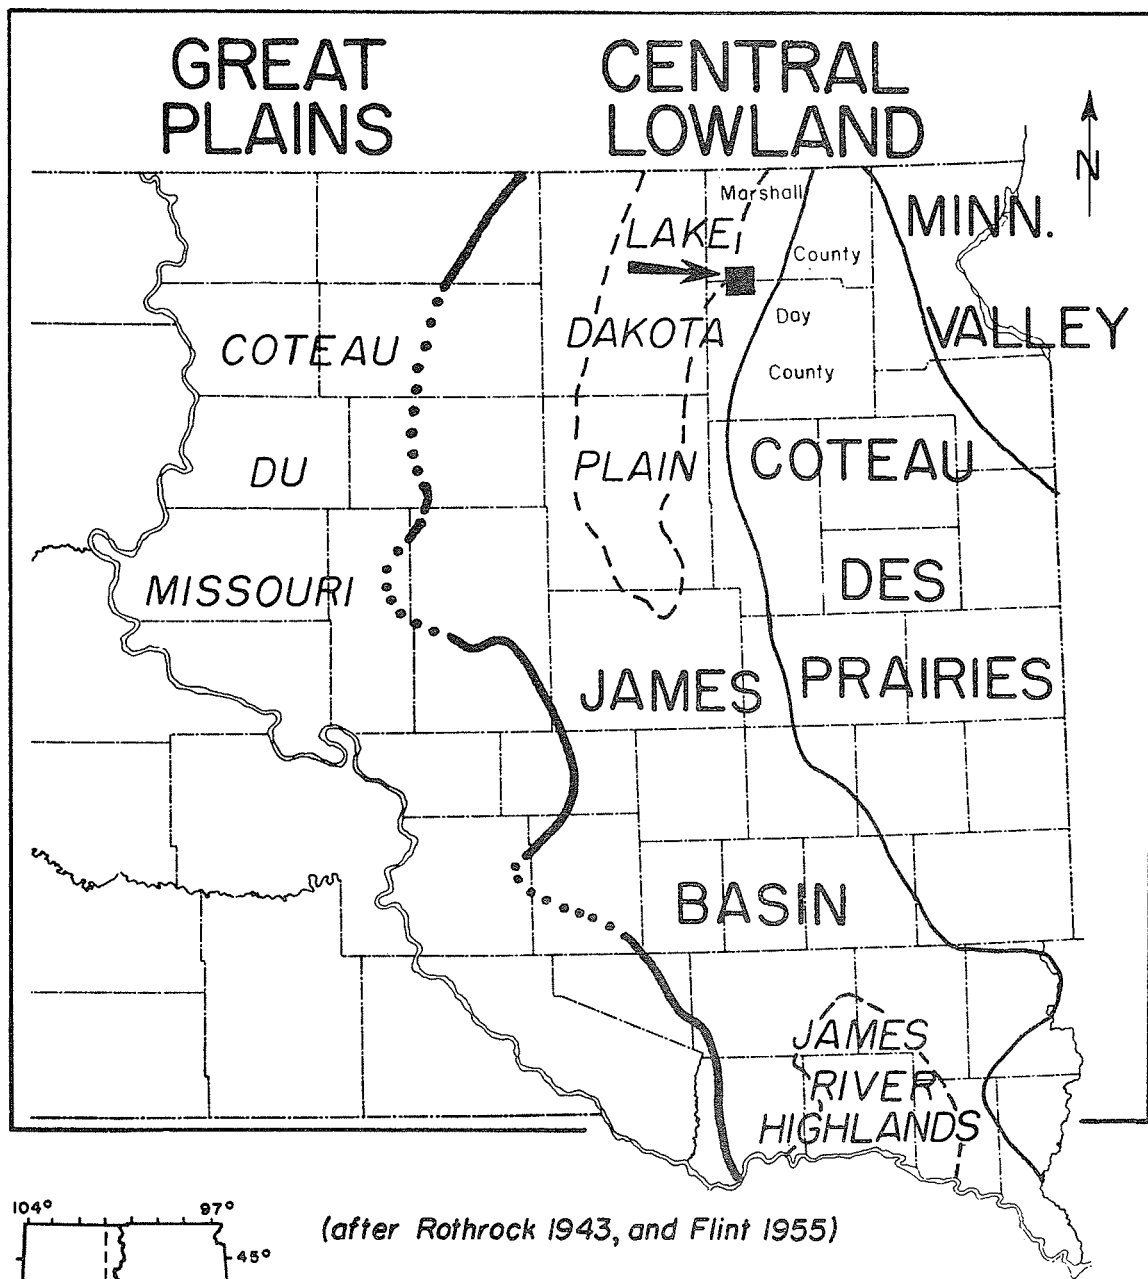 GREAT
PLAINS
CENTRAL
LOWLAND
N
Marshall
County
MINN.
VALLEY
LAKE
DAKOTA
PLAIN
Day
County
COTEAU
DU
MISSOURI
COTEAU
DES
PRAIRIES
JAMES
BASIN
JAMES
RIVER
HIGHLANDS
104° 97°
45°
(after Rothrock 1943, and Flint 1955)